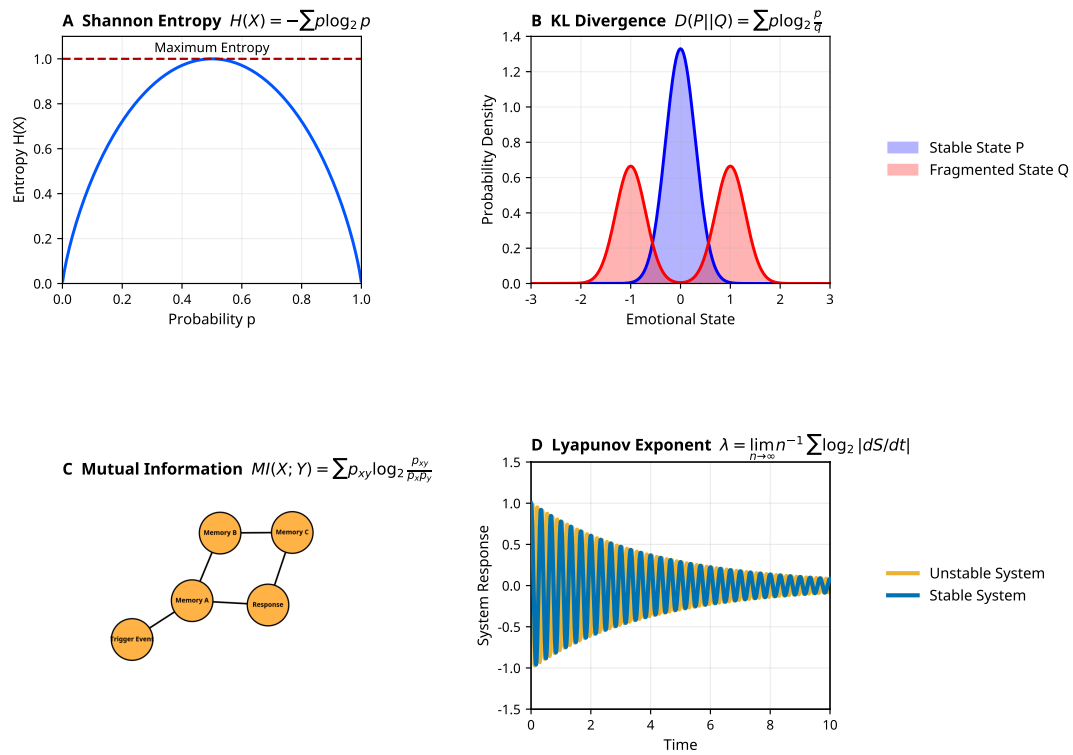 A Shannon Entropy H(X) = −∑p log₂ p
Maximum Entropy
1.0
0.8
0.6
0.4
0.2
0.0
Entropy H(X)
0.0 0.2 0.4 0.6 0.8 1.0
Probability p
B KL Divergence D(P||Q) = ∑p log₂ p/q
1.4
1.2
1.0
0.8
0.6
0.4
0.2
0.0
Probability Density
-3 -2 -1 0 1 2 3
Emotional State
Stable State P
Fragmented State Q
C Mutual Information MI(X; Y) = ∑p_xy log₂ p_xy/p_xp_y
Memory B
Memory C
Memory A
Response
Trigger Event
D Lyapunov Exponent λ = lim n→∞ n⁻¹ ∑log₂ |dS/dt|
1.5
1.0
0.5
0.0
-0.5
-1.0
-1.5
System Response
0 2 4 6 8 10
Time
Unstable System
Stable System